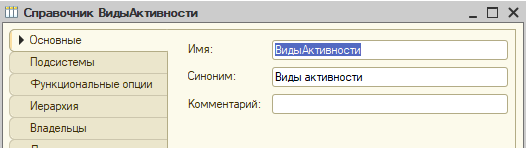 Справочник ВидыАктивности
Основные
Подсистемы
Функциональные опции
Иерархия
Владельцы
Имя: ВидыАктивности
Синоним: Виды активности
Комментарий: